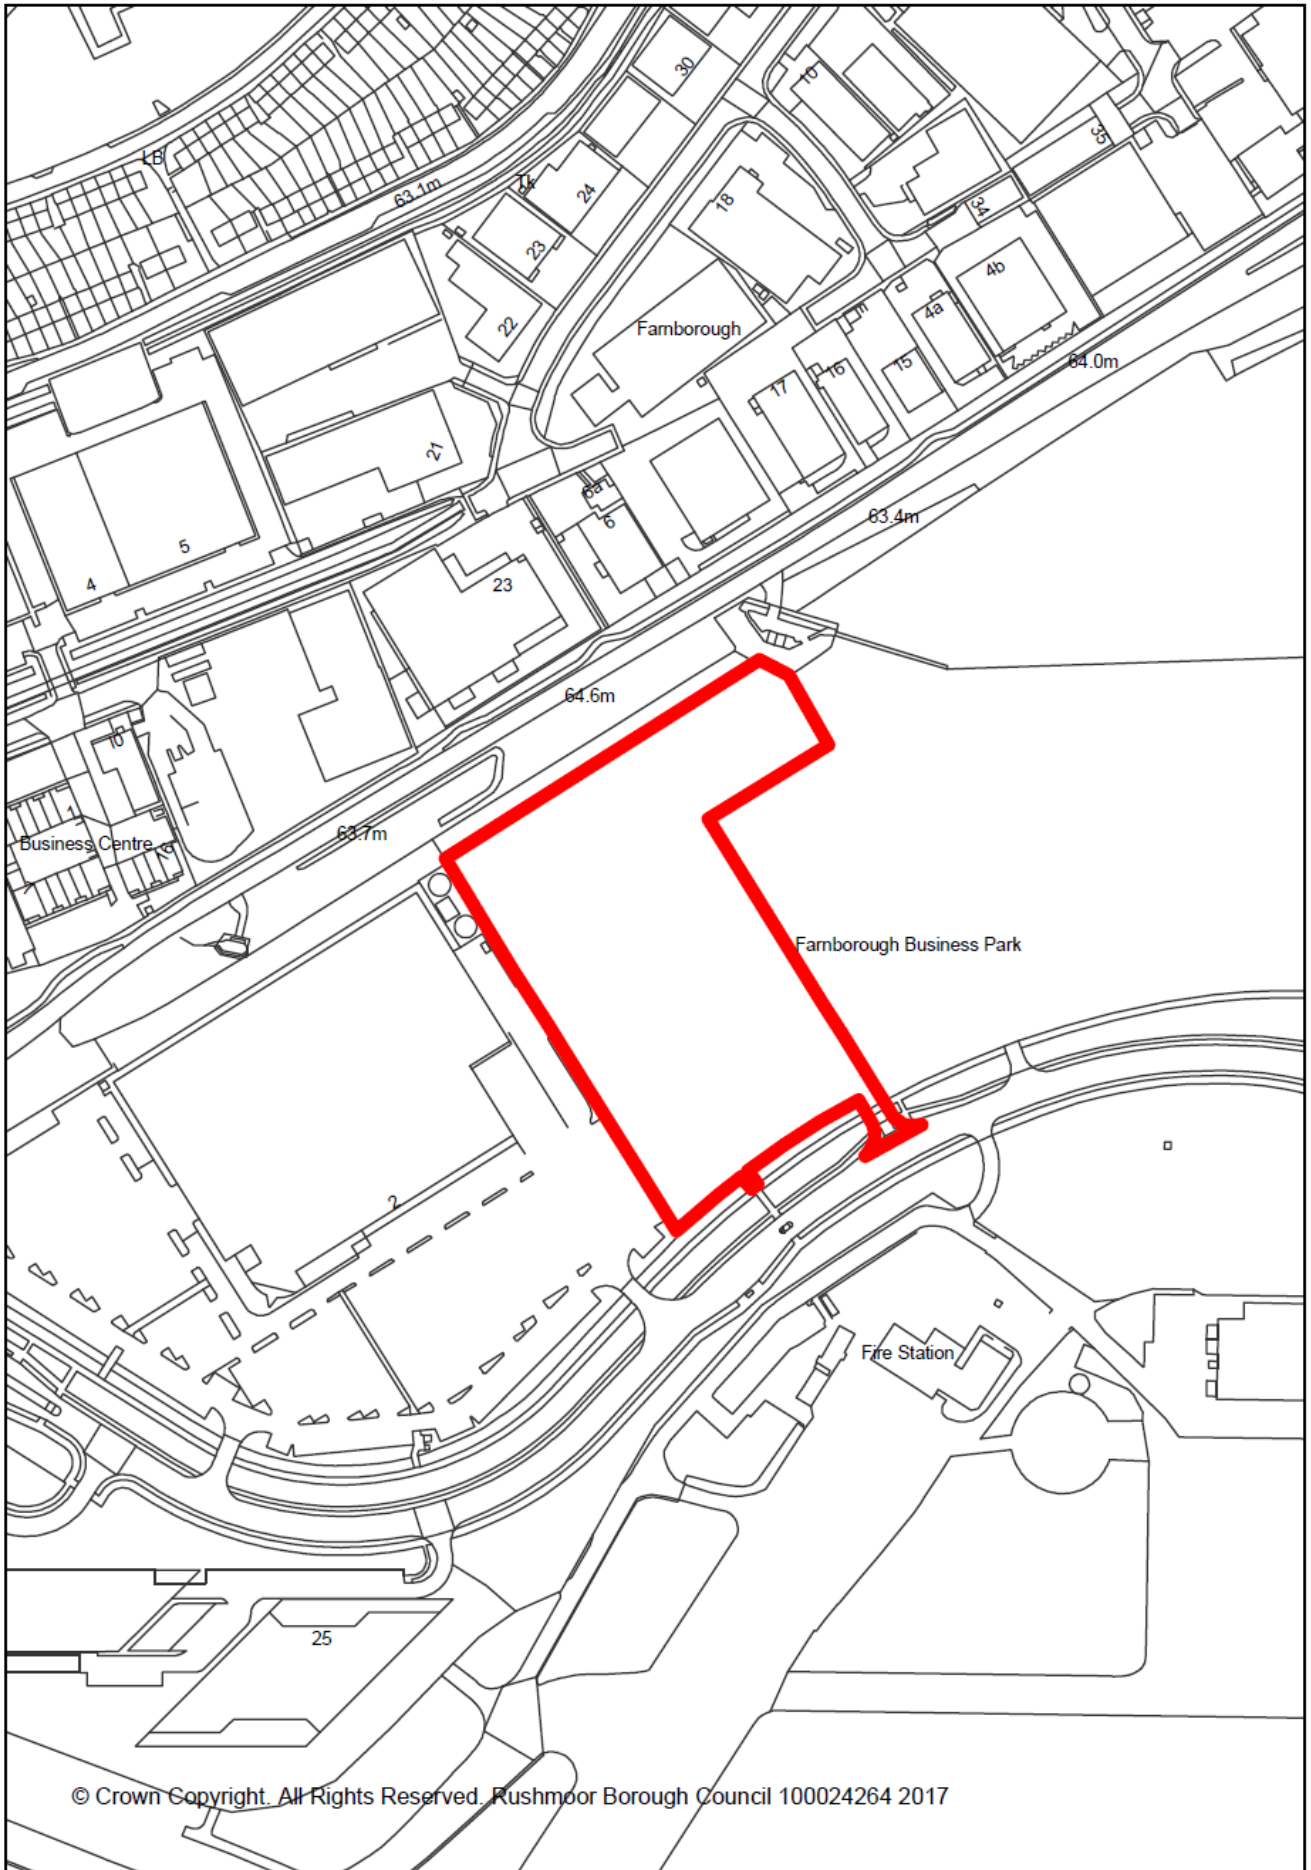 30
10
LB
35
63.1m
Tk
24
18
34
23
4b
4a
Farnborough
22
64.0m
15
16
17
21
6a
63.4m
6
5
4
23
64.6m
10
1
63.7m
Business Centre
16
7
Farnborough Business Park
2
Fire Station
25
© Crown Copyright. All Rights Reserved. Rushmoor Borough Council 100024264 2017